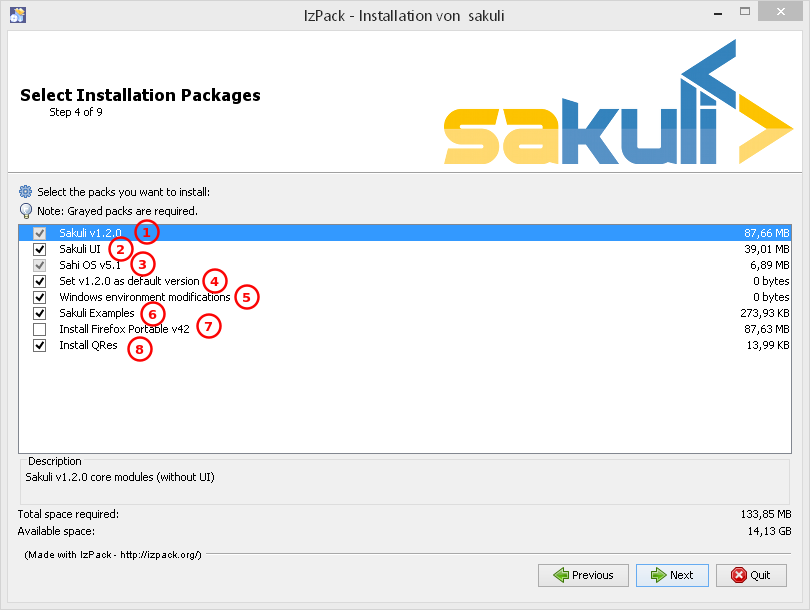 IzPack - Installation von  sakuli
Select Installation Packages
Step 4 of 9
sakuli
Select the packs you want to install:
Note: Grayed packs are required.
Sakuli v1.2.0 1 87,66 MB
Sakuli UI 2 39,01 MB
Sahi OS v5.1 3 6,89 MB
Set v1.2.0 as default version 4 0 bytes
Windows environment modifications 5 0 bytes
Sakuli Examples 6 273,93 KB
Install Firefox Portable v42 7 87,63 MB
Install QRes 8 13,99 KB
Description
Sakuli v1.2.0 core modules (without UI)
Total space required: 133,85 MB
Available space: 14,13 GB
(Made with IzPack - http://izpack.org/)
Previous Next Quit